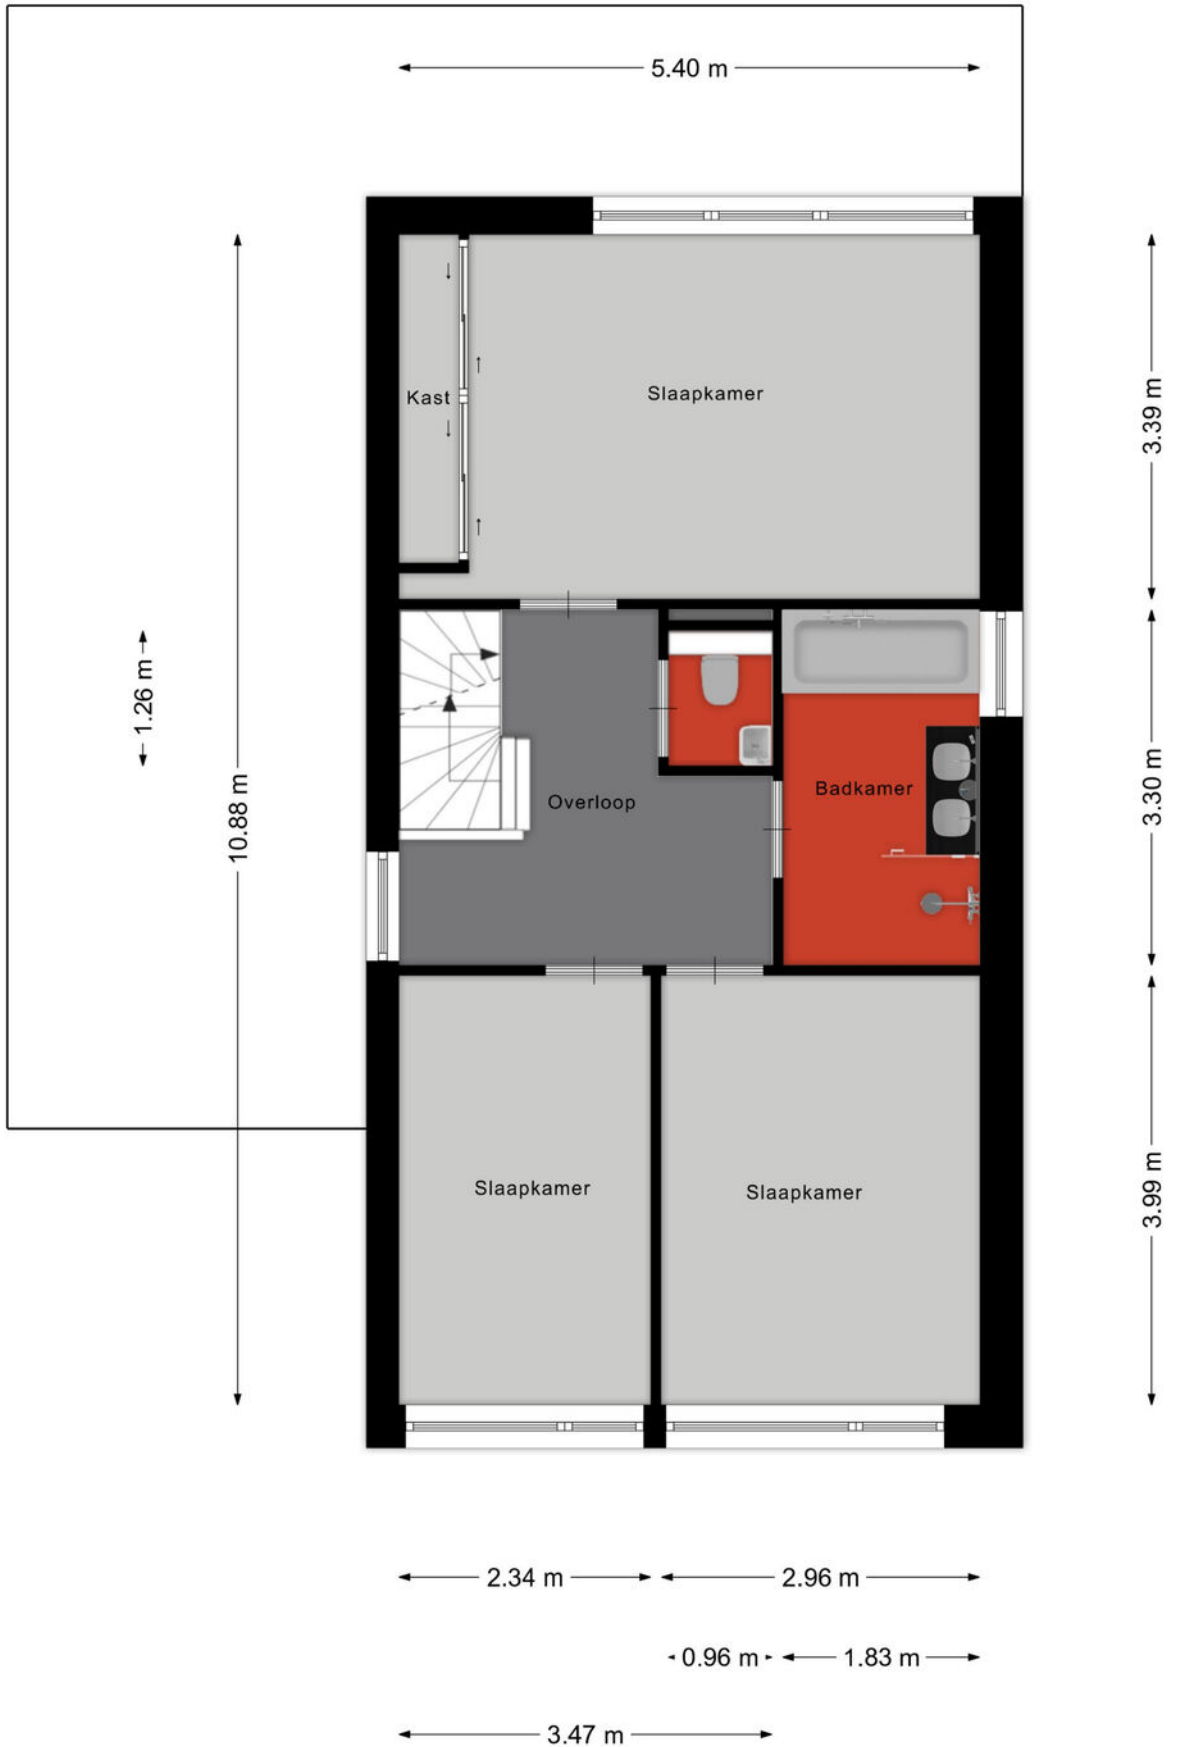 5.40 m
Kast
Slaapkamer
3.39 m
1.26 m
10.88 m
Overloop
Badkamer
3.30 m
Slaapkamer
Slaapkamer
3.99 m
2.34 m
2.96 m
0.96 m
1.83 m
3.47 m